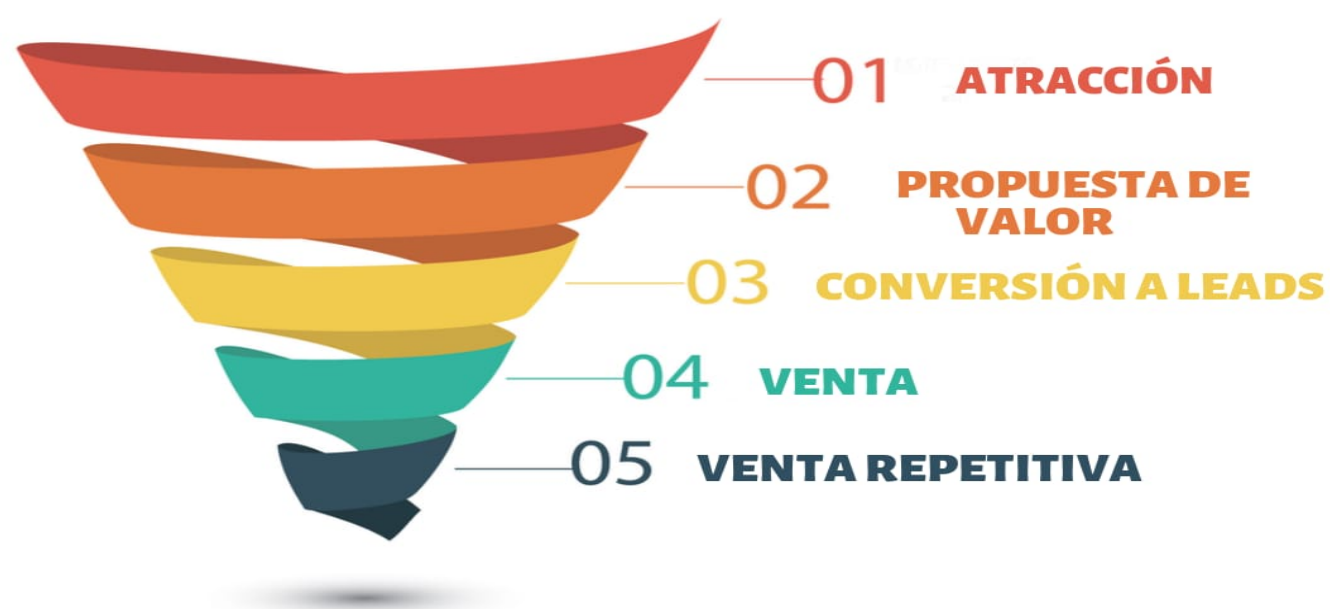 01 ATRACCIÓN
02 PROPUESTA DE
VALOR
03 CONVERSIÓN A LEADS
04 VENTA
05 VENTA REPETITIVA